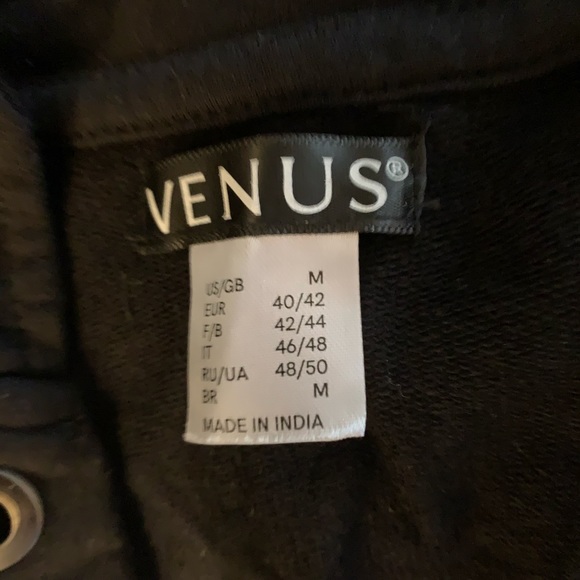 VENUS®
US/GB M
EUR 40/42
F/B 42/44
IT 46/48
RU/UA 48/50
BR M
MADE IN INDIA